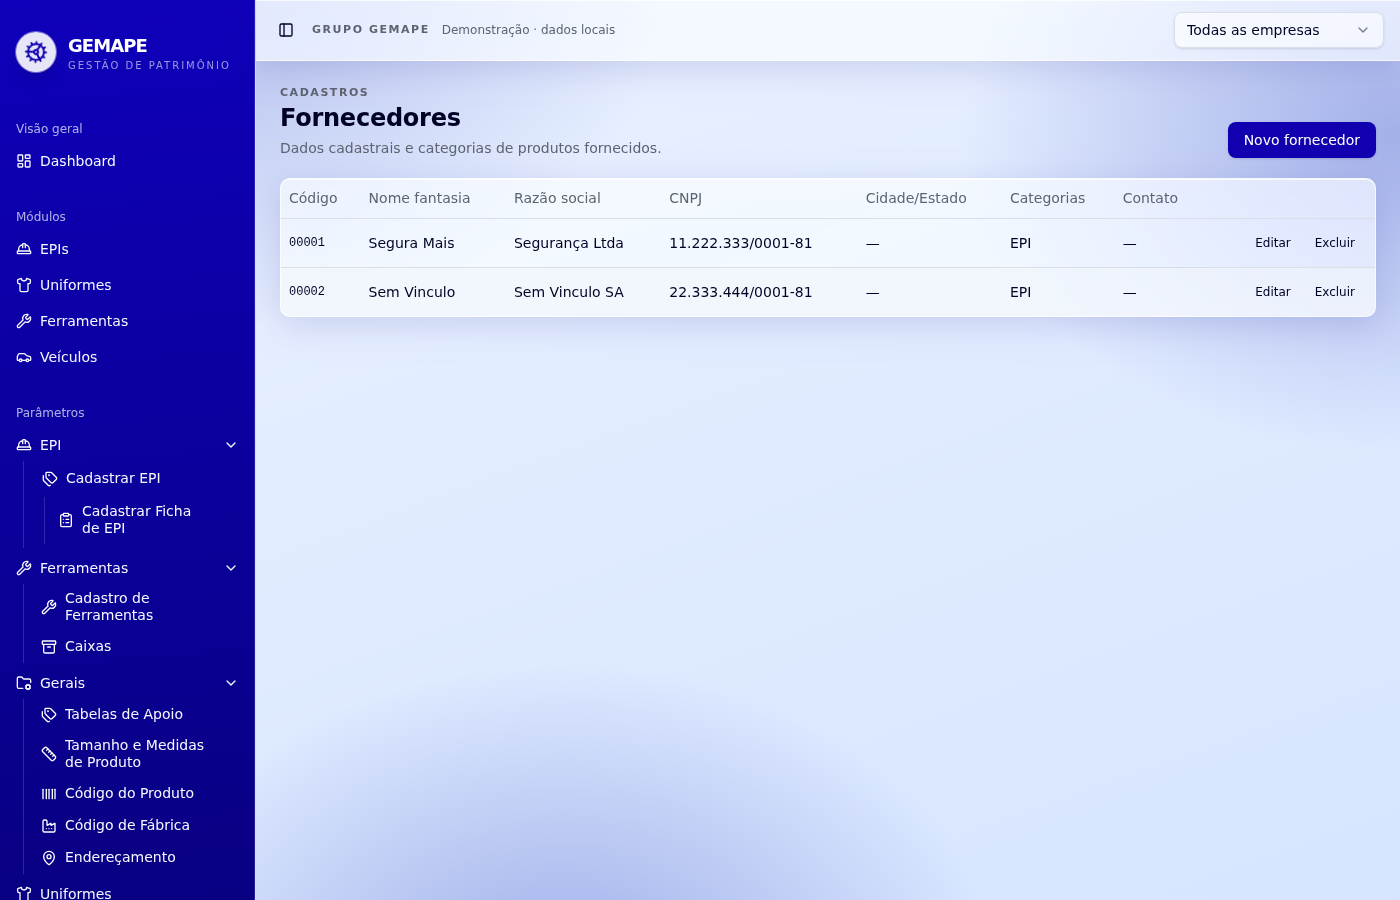 GEMAPE
GESTÃO DE PATRIMÔNIO
Visão geral
Dashboard
Módulos
EPIs
Uniformes
Ferramentas
Veículos
Parâmetros
EPI
Cadastrar EPI
Cadastrar Ficha
de EPI
Ferramentas
Cadastro de
Ferramentas
Caixas
Gerais
Tabelas de Apoio
Tamanho e Medidas
de Produto
Código do Produto
Código de Fábrica
Endereçamento
Uniformes
GRUPO GEMAPE Demonstração · dados locais Todas as empresas
CADASTROS
Fornecedores
Dados cadastrais e categorias de produtos fornecidos.
Novo fornecedor
Código Nome fantasia Razão social CNPJ Cidade/Estado Categorias Contato
00001 Segura Mais Segurança Ltda 11.222.333/0001-81 — EPI — Editar Excluir
00002 Sem Vinculo Sem Vinculo SA 22.333.444/0001-81 — EPI — Editar Excluir